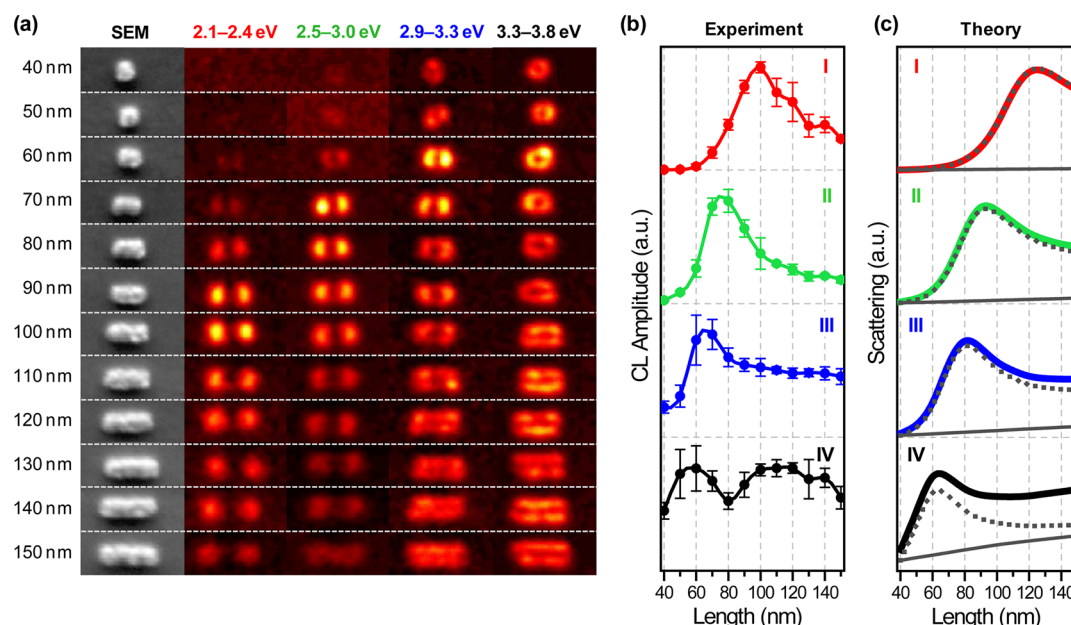 (a)
SEM 2.1–2.4 eV 2.5–3.0 eV 2.9–3.3 eV 3.3–3.8 eV
40 nm
50 nm
60 nm
70 nm
80 nm
90 nm
100 nm
110 nm
120 nm
130 nm
140 nm
150 nm
(b)
Experiment
I
II
III
IV
CL Amplitude (a.u.)
40 60 80 100 120 140
Length (nm)
(c)
Theory
I
II
III
IV
Scattering (a.u.)
40 60 80 100 120 140
Length (nm)